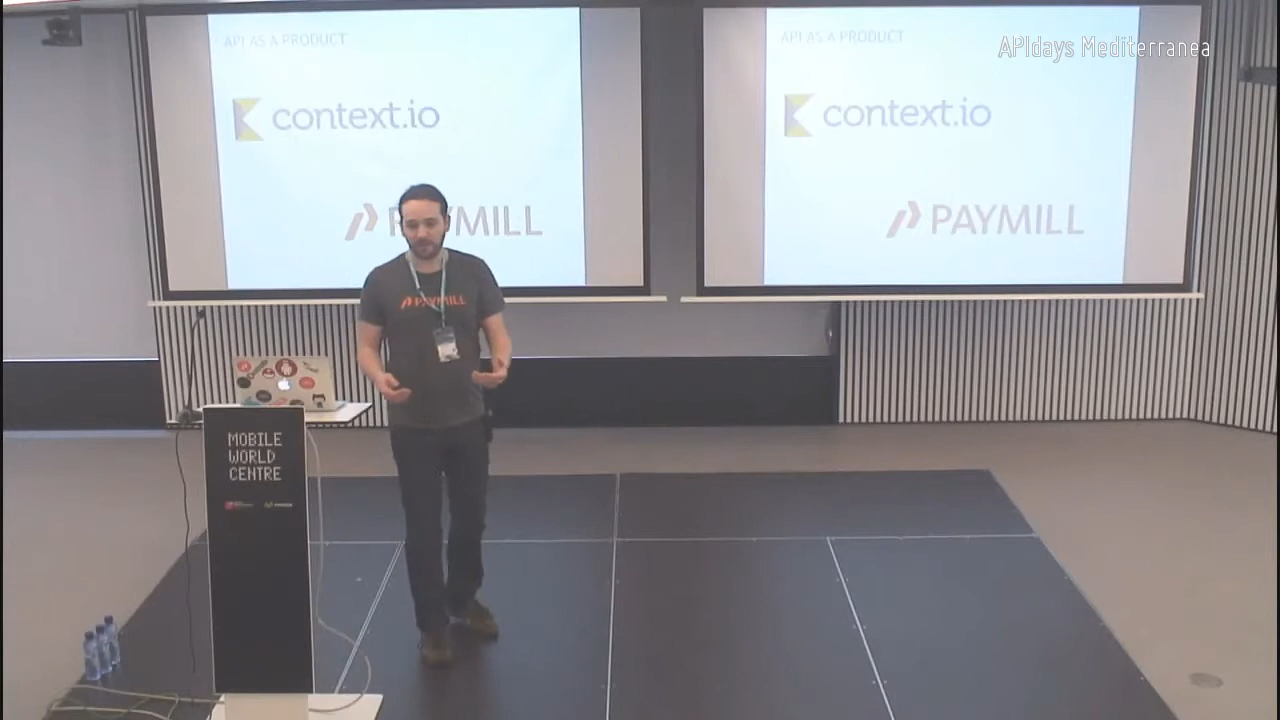 API AS A PRODUCT
context.io
PAYMILL
API AS A PRODUCT
context.io
PAYMILL
APIdays Mediterranea
PAYMILL
MOBILE
WORLD
CENTRE